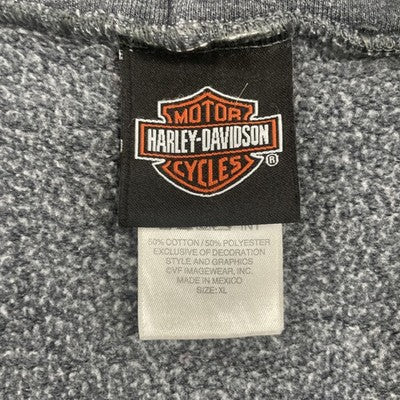 MOTOR
HARLEY-DAVIDSON
CYCLES
®
50% COTTON / 50% POLYESTER
EXCLUSIVE OF DECORATION
STYLE AND GRAPHICS
©VF IMAGEWEAR, INC.
MADE IN MEXICO
SIZE: XL